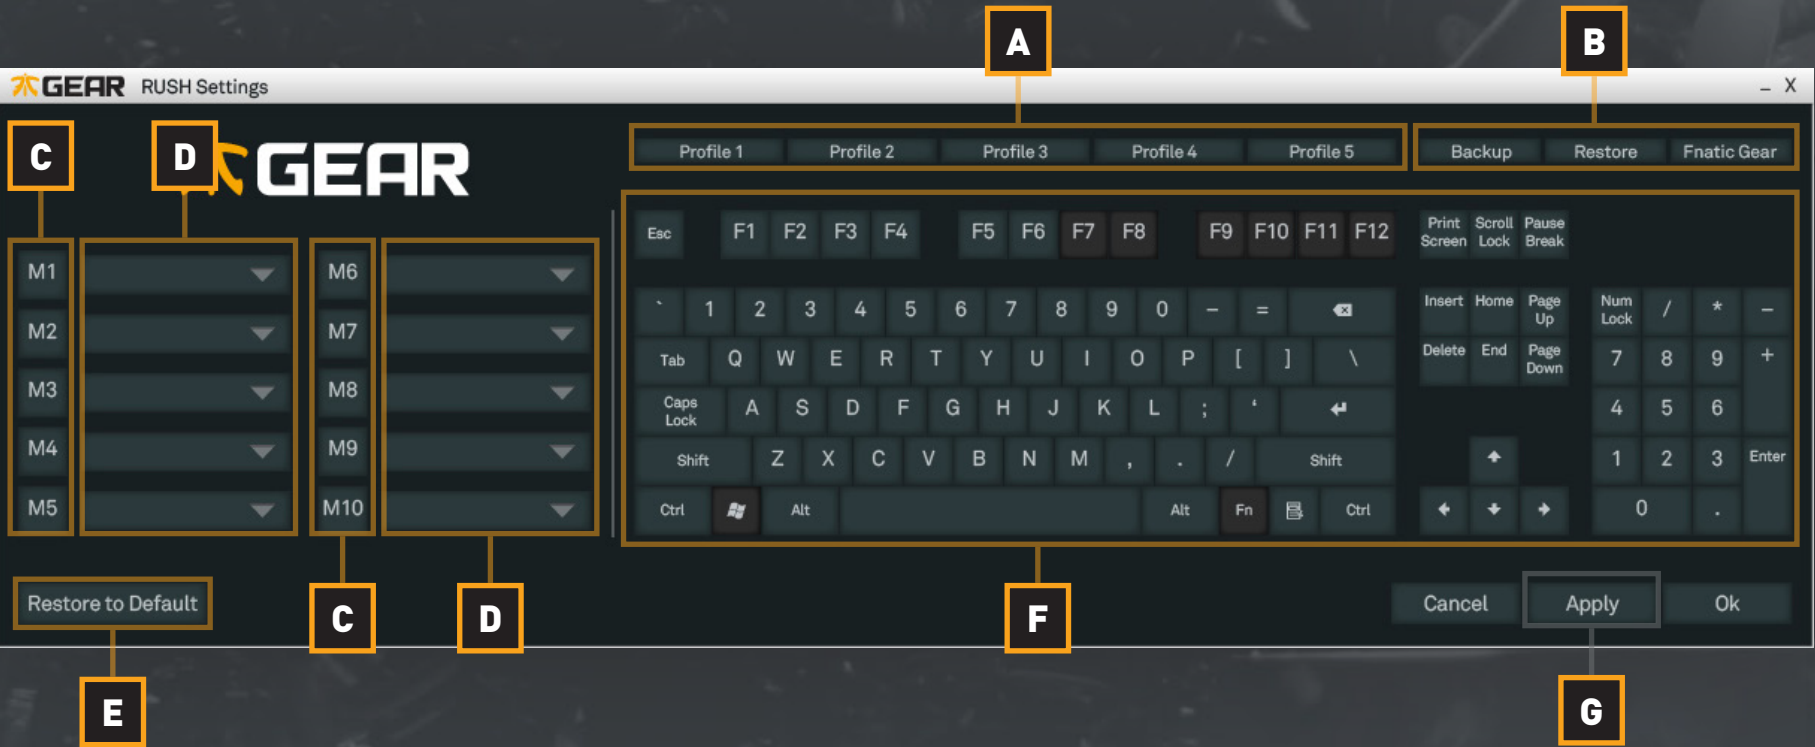 A
B
GEAR RUSH Settings
_ X
C
D
GEAR
Profile 1 Profile 2 Profile 3 Profile 4 Profile 5
Backup Restore Fnatic Gear
M1
M2
M3
M4
M5
M6
M7
M8
M9
M10
Esc F1 F2 F3 F4 F5 F6 F7 F8 F9 F10 F11 F12
Print Screen Scroll Lock Pause Break
` 1 2 3 4 5 6 7 8 9 0 – =
Insert Home Page Up Num Lock / * –
Tab Q W E R T Y U I O P [ ] \
Delete End Page Down 7 8 9 +
Caps Lock A S D F G H J K L ; ‘
4 5 6
Shift Z X C V B N M , . / Shift
1 2 3 Enter
Ctrl Alt Alt Fn Ctrl
0 .
Restore to Default
C
D
F
Cancel Apply Ok
E
G